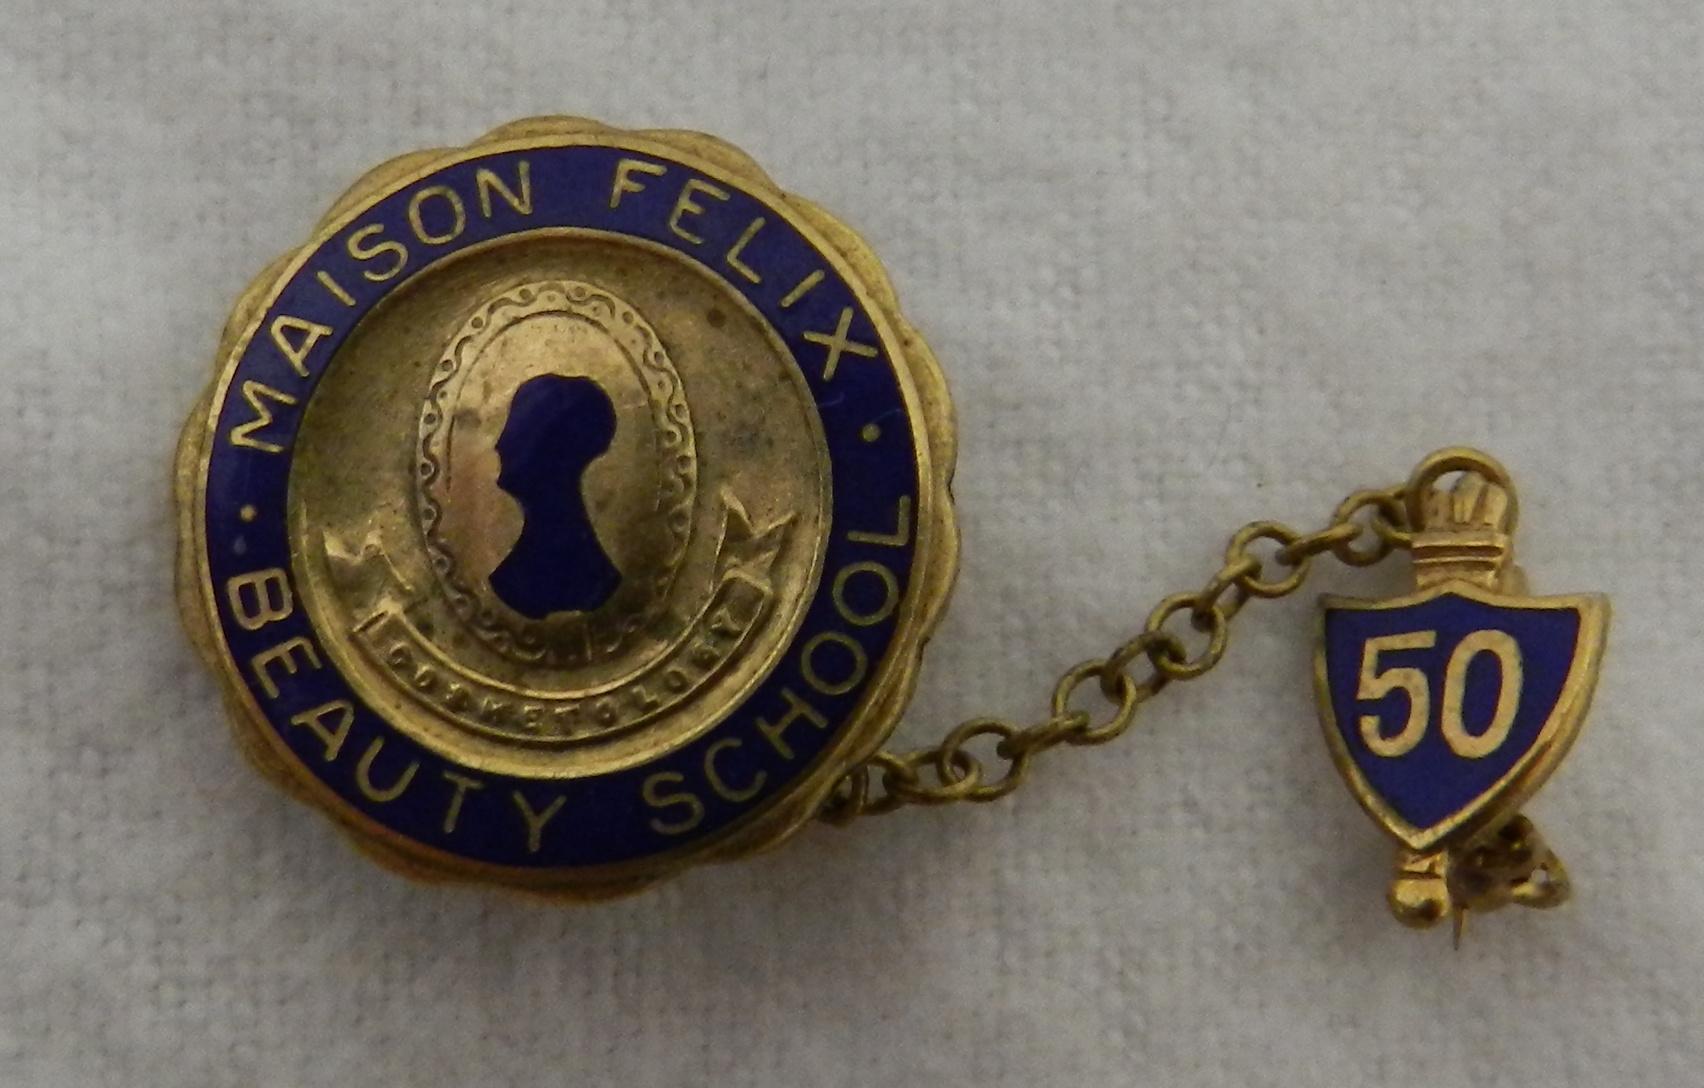 MAISON FELIX
COSMETOLOGY
· BEAUTY SCHOOL ·
50